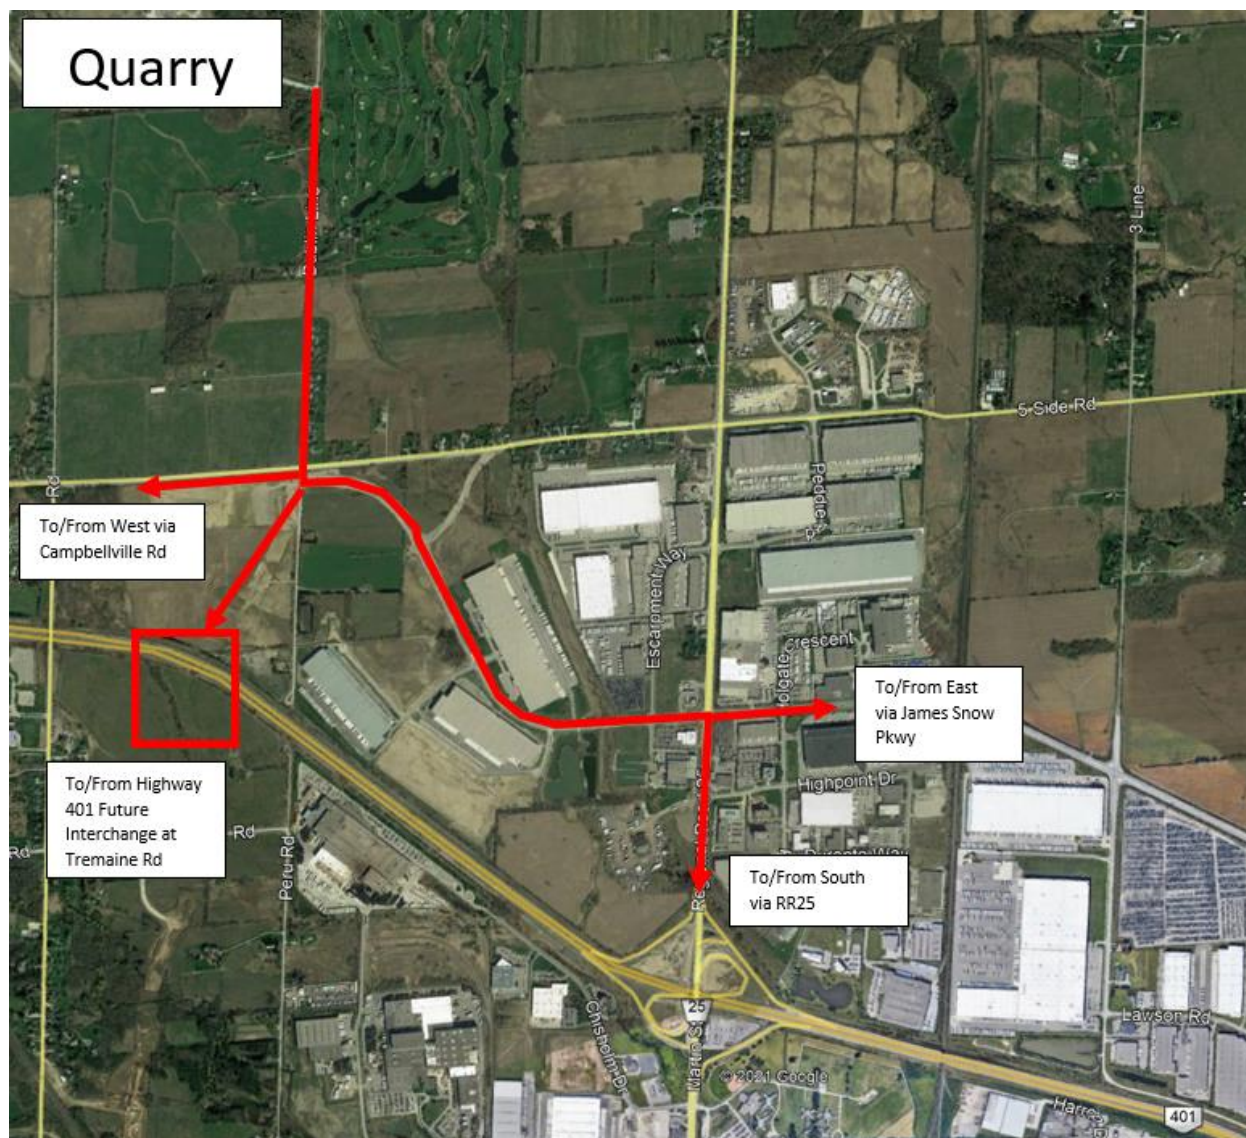 Quarry
3 Line
5 Side Rd
Rd
To/From West via
Campbellville Rd
Peddie
Escarpment Way
Crescent
Holgate
To/From East
via James Snow
Pkwy
To/From Highway
401 Future
Interchange at
Tremaine Rd
Rd
Rd
Peru Rd
Highpoint Dr
To/From South
via RR25
25
Martin St
Chisholm Dr
Lawson Rd
© 2021 Google
401